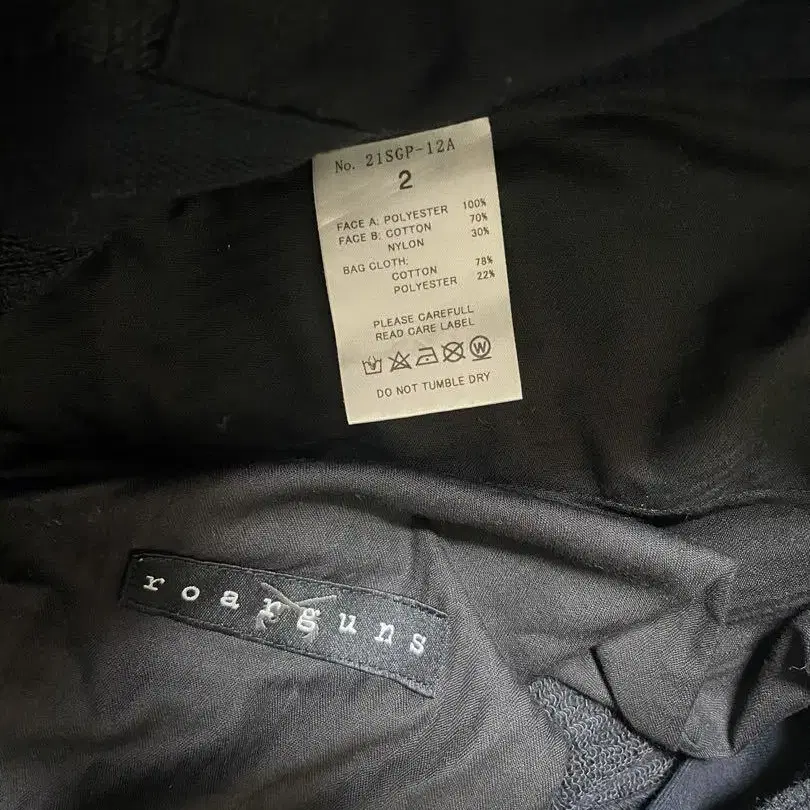 No. 21SGP-12A
2
FACE A: POLYESTER 100%
FACE B: COTTON 70%
NYLON 30%
BAG CLOTH:
COTTON 78%
POLYESTER 22%
PLEASE CAREFULL
READ CARE LABEL
W
DO NOT TUMBLE DRY
roarguns